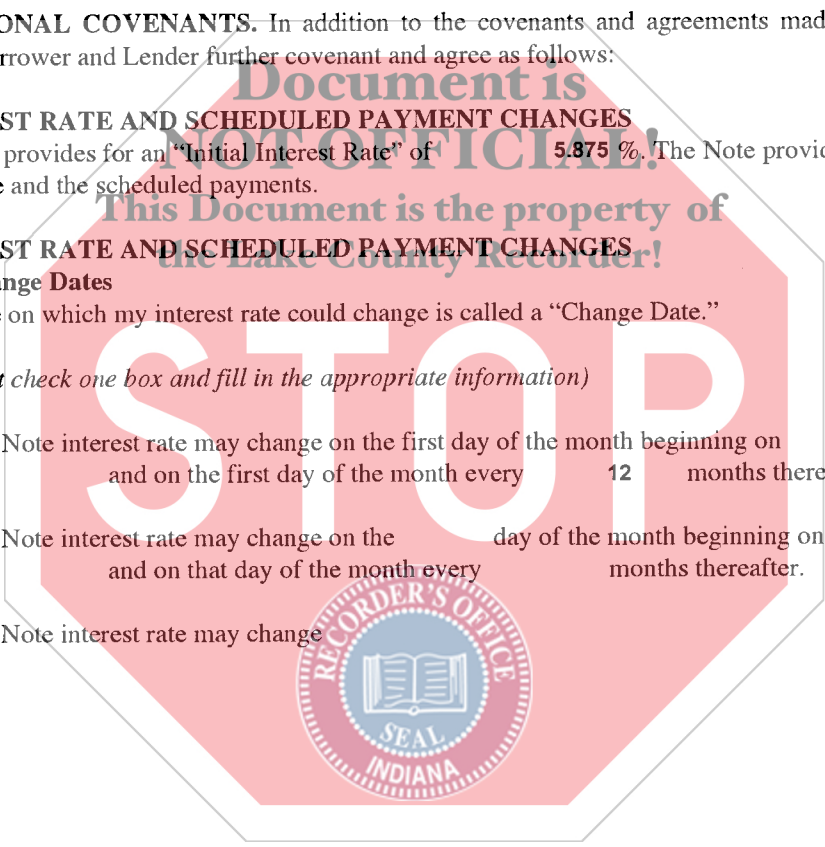 ONAL COVENANTS. In addition to the covenants and agreements mad
rrower and Lender further covenant and agree as follows:
Document is
ST RATE AND SCHEDULED PAYMENT CHANGES
NOT OFFICIAL!
provides for an “Initial Interest Rate” of 5.875 %. The Note provid
e and the scheduled payments.
This Document is the property of
ST RATE AND SCHEDULED PAYMENT CHANGES
the Lake County Recorder!
nge Dates
on which my interest rate could change is called a “Change Date.”
t check one box and fill in the appropriate information)
STOP
Note interest rate may change on the first day of the month beginning on
and on the first day of the month every 12 months there
Note interest rate may change on the day of the month beginning on
and on that day of the month every months thereafter.
Note interest rate may change
RECORDER'S OFFICE
SEAL
INDIANA